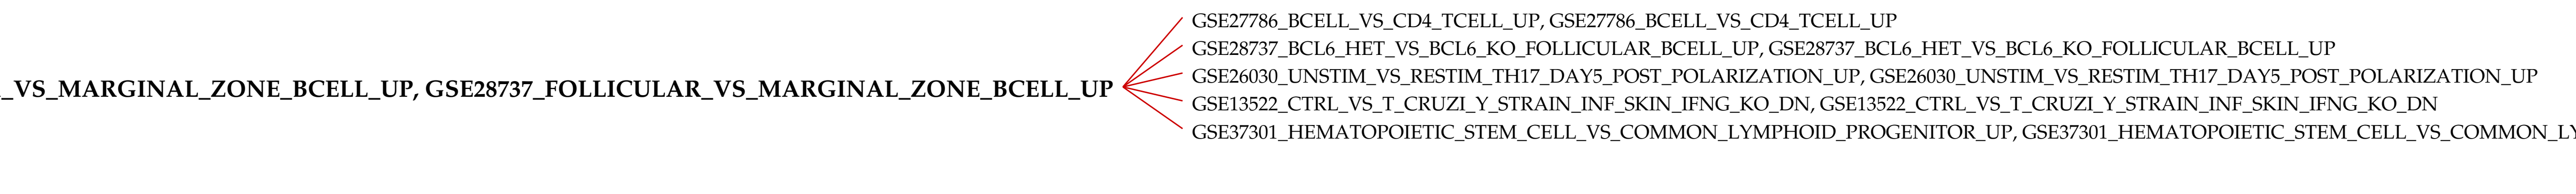 GSE27786_BCELL_VS_CD4_TCELL_UP, GSE27786_BCELL_VS_CD4_TCELL_UP
GSE28737_BCL6_HET_VS_BCL6_KO_FOLLICULAR_BCELL_UP, GSE28737_BCL6_HET_VS_BCL6_KO_FOLLICULAR_BCELL_UP
GSE26030_UNSTIM_VS_RESTIM_TH17_DAY5_POST_POLARIZATION_UP, GSE26030_UNSTIM_VS_RESTIM_TH17_DAY5_POST_POLARIZATION_UP
_VS_MARGINAL_ZONE_BCELL_UP, GSE28737_FOLLICULAR_VS_MARGINAL_ZONE_BCELL_UP
GSE13522_CTRL_VS_T_CRUZI_Y_STRAIN_INF_SKIN_IFNG_KO_DN, GSE13522_CTRL_VS_T_CRUZI_Y_STRAIN_INF_SKIN_IFNG_KO_DN
GSE37301_HEMATOPOIETIC_STEM_CELL_VS_COMMON_LYMPHOID_PROGENITOR_UP, GSE37301_HEMATOPOIETIC_STEM_CELL_VS_COMMON_LY